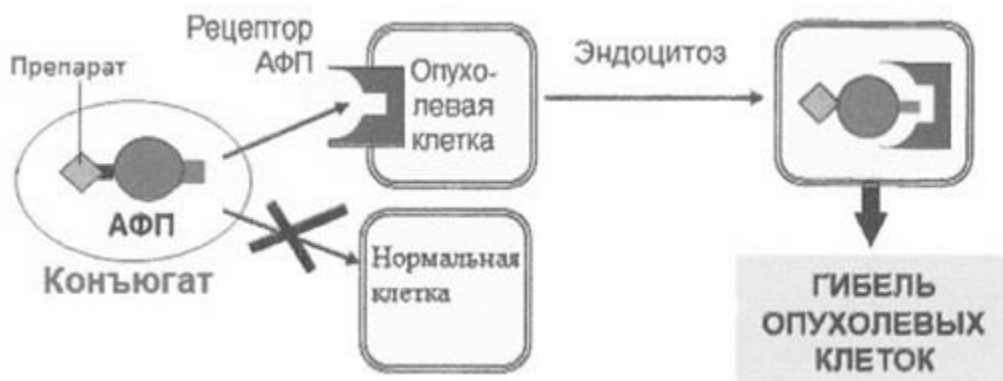 Препарат
Рецептор
АФП
Опухо-
левая
клетка
Эндоцитоз
АФП
Конъюгат
Нормальная
клетка
ГИБЕЛЬ
ОПУХОЛЕВЫХ
КЛЕТОК